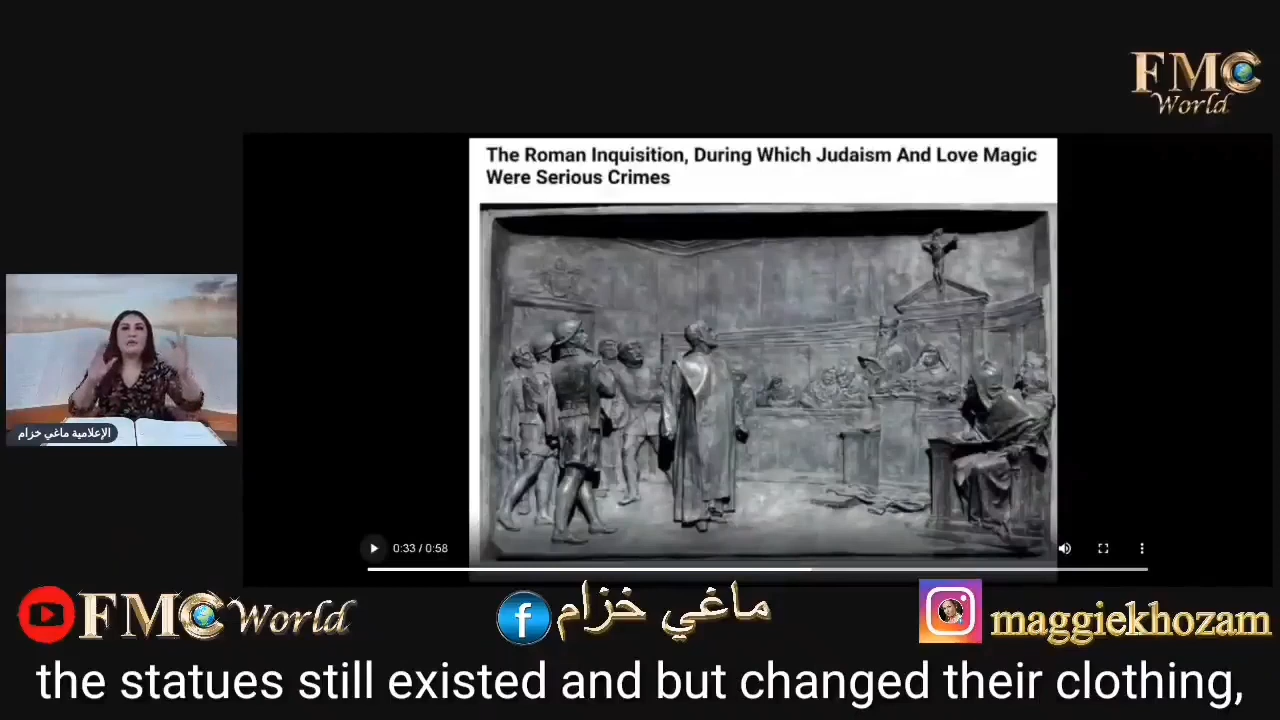 FMC
World
The Roman Inquisition, During Which Judaism And Love Magic
Were Serious Crimes
الإعلامية ماغي خزام
0:33 / 0:58
FMC World
ماغي خزام
maggiekhozam
the statues still existed and but changed their clothing,